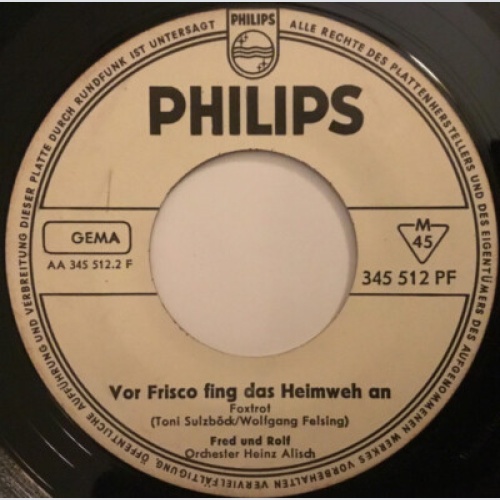 PHILIPS
PHILIPS
ALLE RECHTE DES PLATTENHERSTELLERS UND DES EIGENTÜMERS DES AUFGENOMMENEN WERKES VORBEHALTEN VERVIELFÄLTIGUNG, ÖFFENTLICHE AUFFÜHRUNG UND VERBREITUNG DIESER PLATTE DURCH RUNDFUNK IST UNTERSAGT
GEMA
AA 345 512.2 F
M
45
345 512 PF
Vor Frisco fing das Heimweh an
Foxtrot
(Toni Sulzböck/Wolfgang Felsing)
Fred und Rolf
Orchester Heinz Alisch